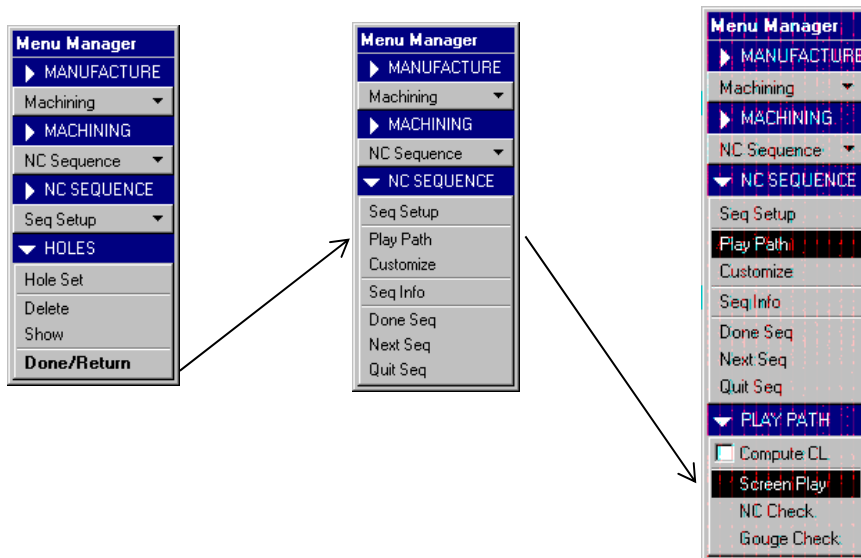 Menu Manager
MANUFACTURE
Machining
MACHINING
NC Sequence
NC SEQUENCE
Seq Setup
HOLES
Hole Set
Delete
Show
Done/Return
Menu Manager
MANUFACTURE
Machining
MACHINING
NC Sequence
NC SEQUENCE
Seq Setup
Play Path
Customize
Seq Info
Done Seq
Next Seq
Quit Seq
Menu Manager
MANUFACTURE
Machining
MACHINING
NC Sequence
NC SEQUENCE
Seq Setup
Play Path
Customize
Seq Info
Done Seq
Next Seq
Quit Seq
PLAY PATH
Compute CL
Screen Play
NC Check
Gouge Check